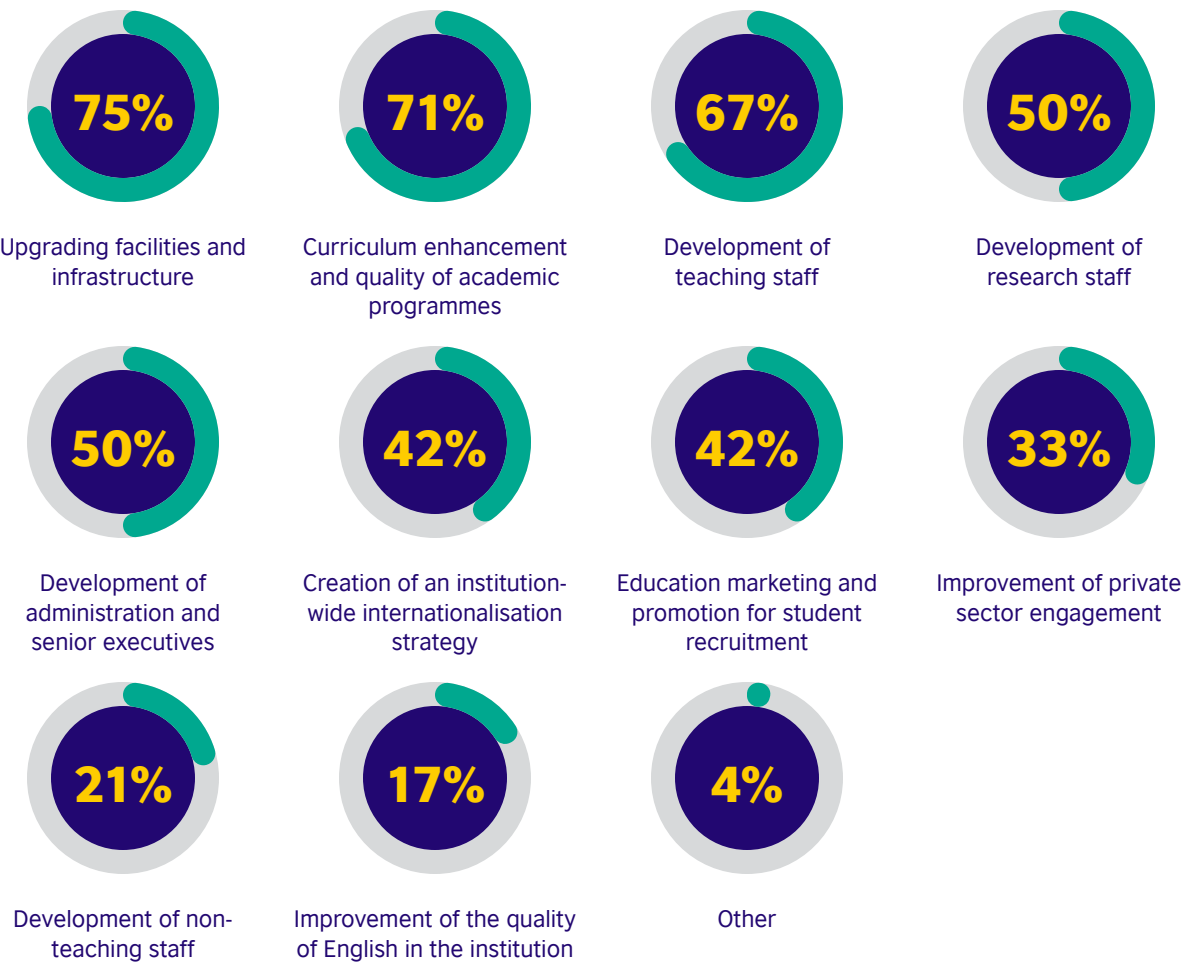 75%
Upgrading facilities and
infrastructure
71%
Curriculum enhancement
and quality of academic
programmes
67%
Development of
teaching staff
50%
Development of
research staff
50%
Development of
administration and
senior executives
42%
Creation of an institution-
wide internationalisation
strategy
42%
Education marketing and
promotion for student
recruitment
33%
Improvement of private
sector engagement
21%
Development of non-
teaching staff
17%
Improvement of the quality
of English in the institution
4%
Other